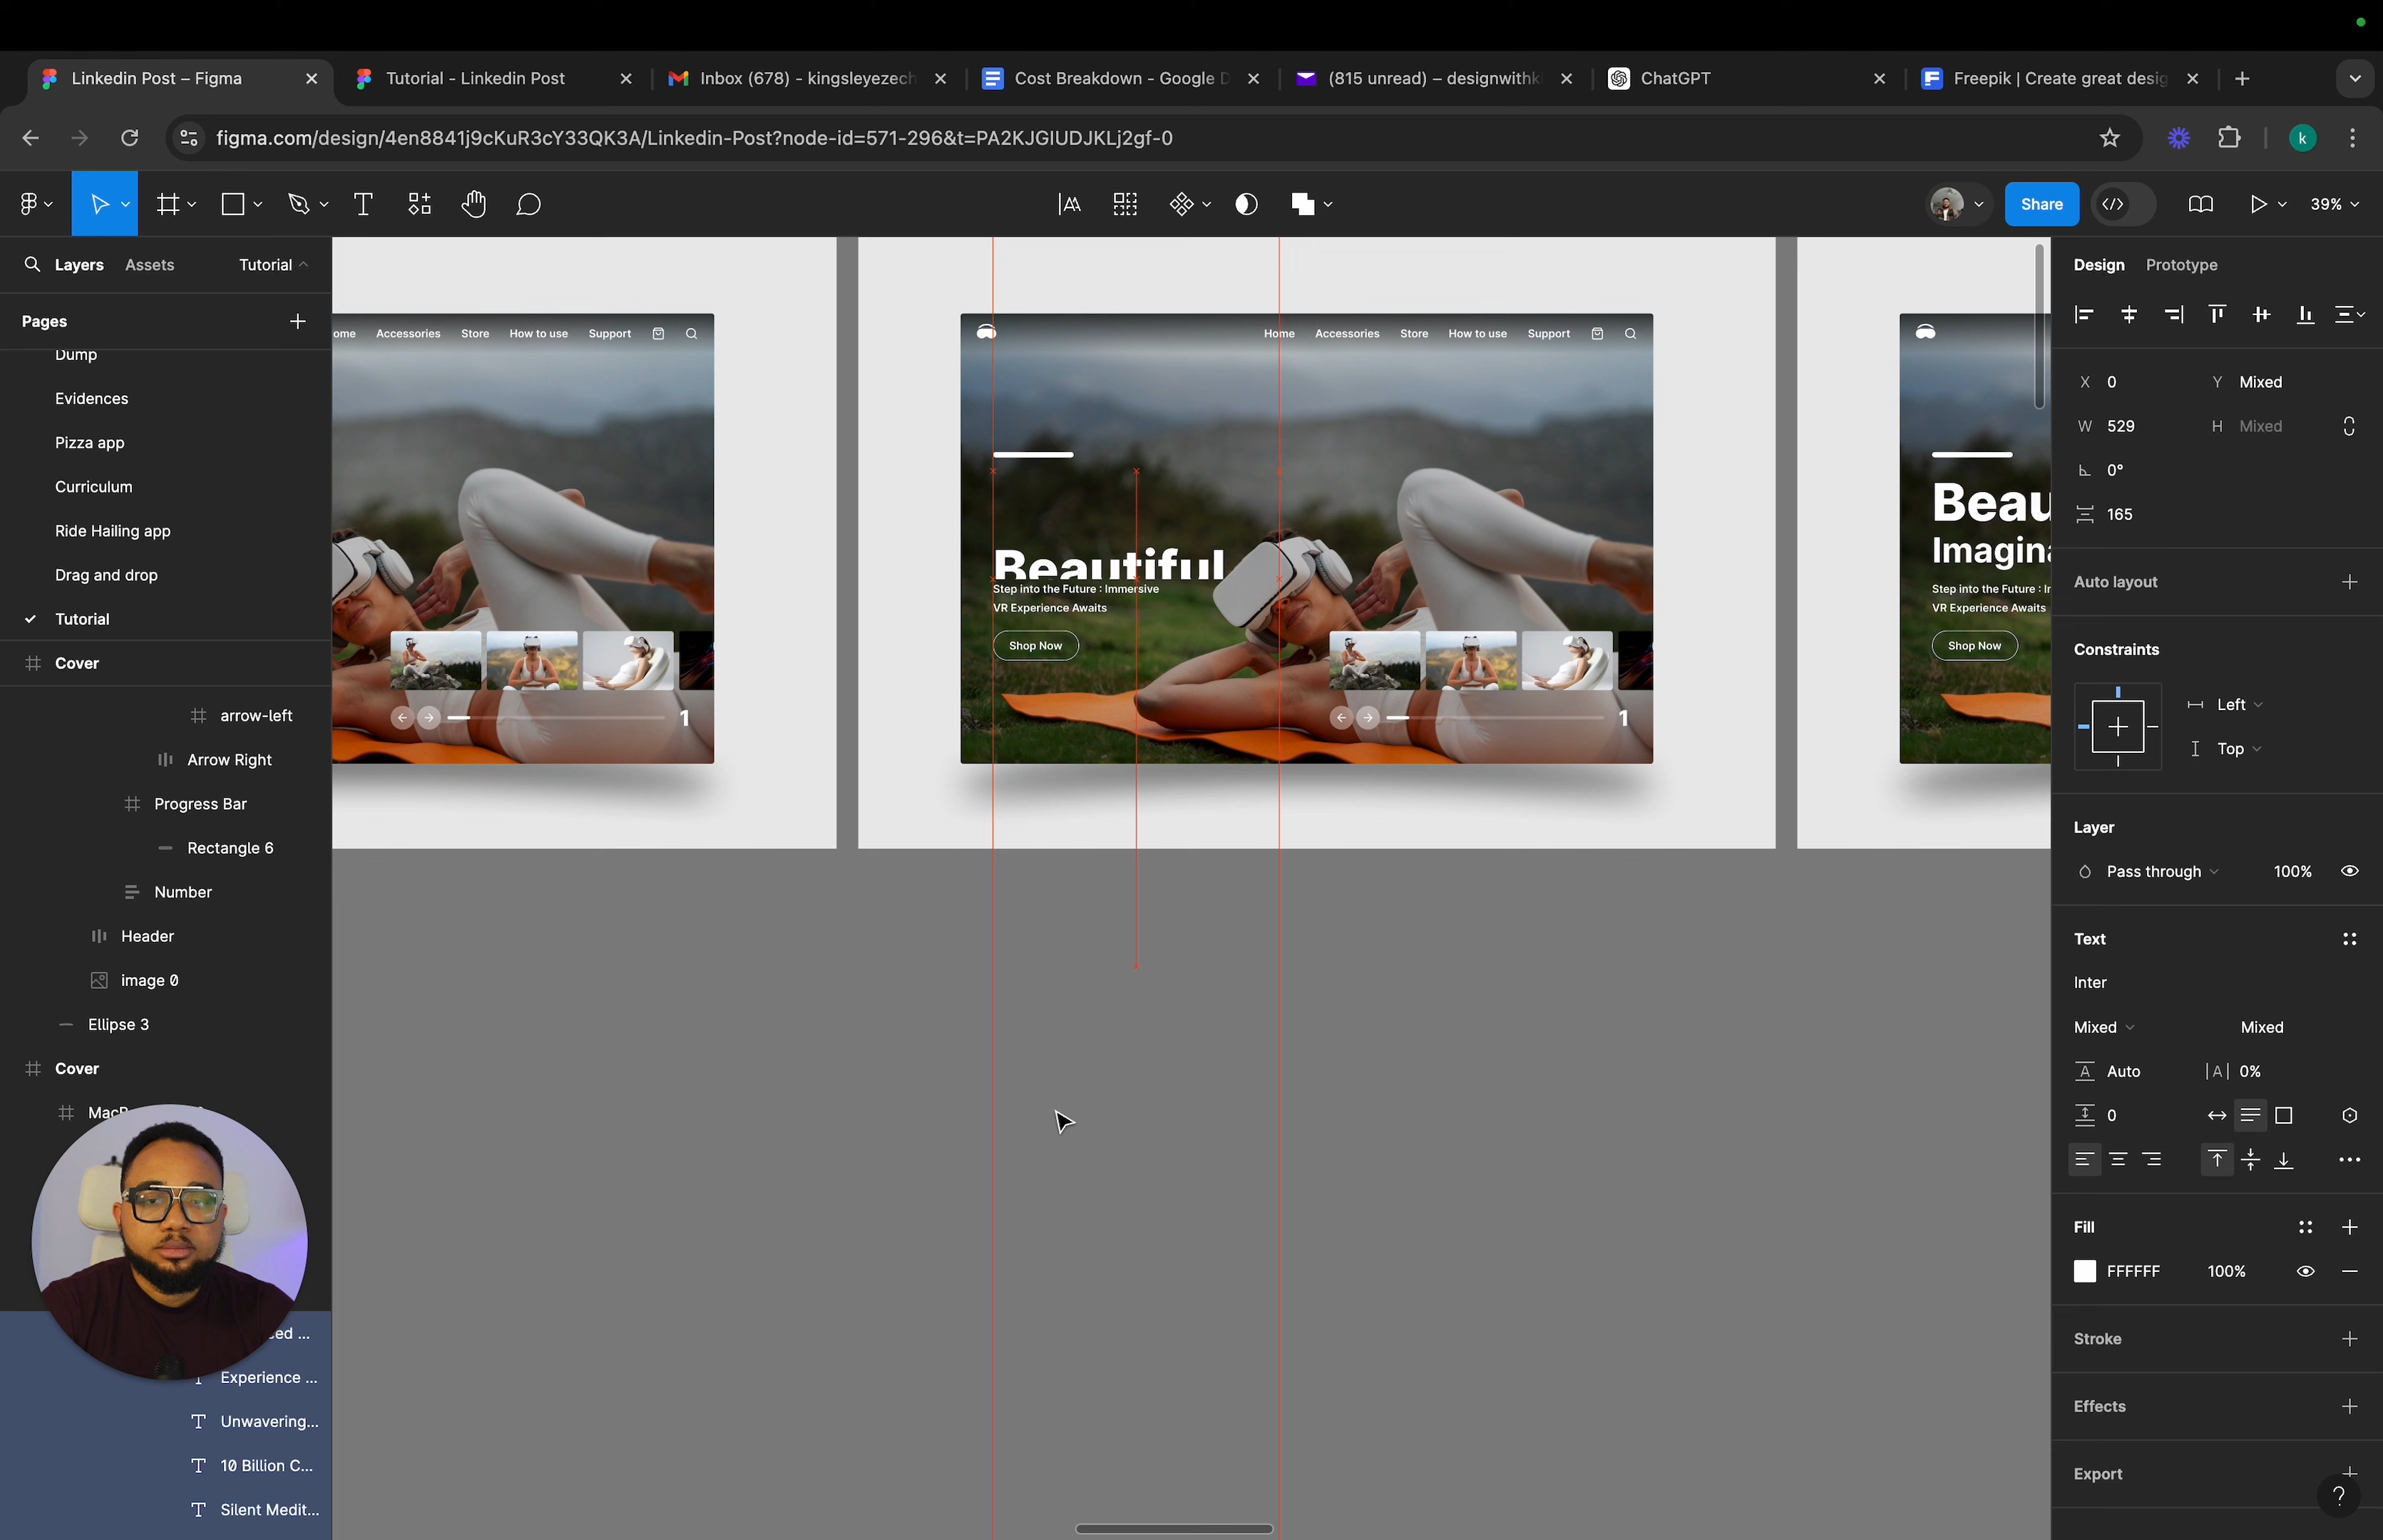 Linkedin Post – Figma
Tutorial - Linkedin Post
Inbox (678) - kingsleyezech
Cost Breakdown - Google D
(815 unread) – designwithki
ChatGPT
Freepik | Create great desig
figma.com/design/4en8841j9cKuR3cY33QK3A/Linkedin-Post?node-id=571-296&t=PA2KJGIUDJKLj2gf-0
k
Share
39%
Layers
Assets
Tutorial
Pages
Dump
Evidences
Pizza app
Curriculum
Ride Hailing app
Drag and drop
Tutorial
Cover
arrow-left
Arrow Right
Progress Bar
Rectangle 6
Number
Header
image 0
Ellipse 3
Cover
MacB
ed ...
Experience ...
Unwavering...
10 Billion C...
Silent Medit...
ome
Accessories
Store
How to use
Support
1
Home
Accessories
Store
How to use
Support
Beautiful
Step into the Future : Immersive
VR Experience Awaits
Shop Now
1
Beau
Imagina
Step into the Future : Ir
VR Experience Awaits
Shop Now
Design
Prototype
X 0
Y Mixed
W 529
H Mixed
0°
165
Auto layout
Constraints
Left
Top
Layer
Pass through
100%
Text
Inter
Mixed
Mixed
Auto
|A| 0%
0
Fill
FFFFFF
100%
Stroke
Effects
Export
?